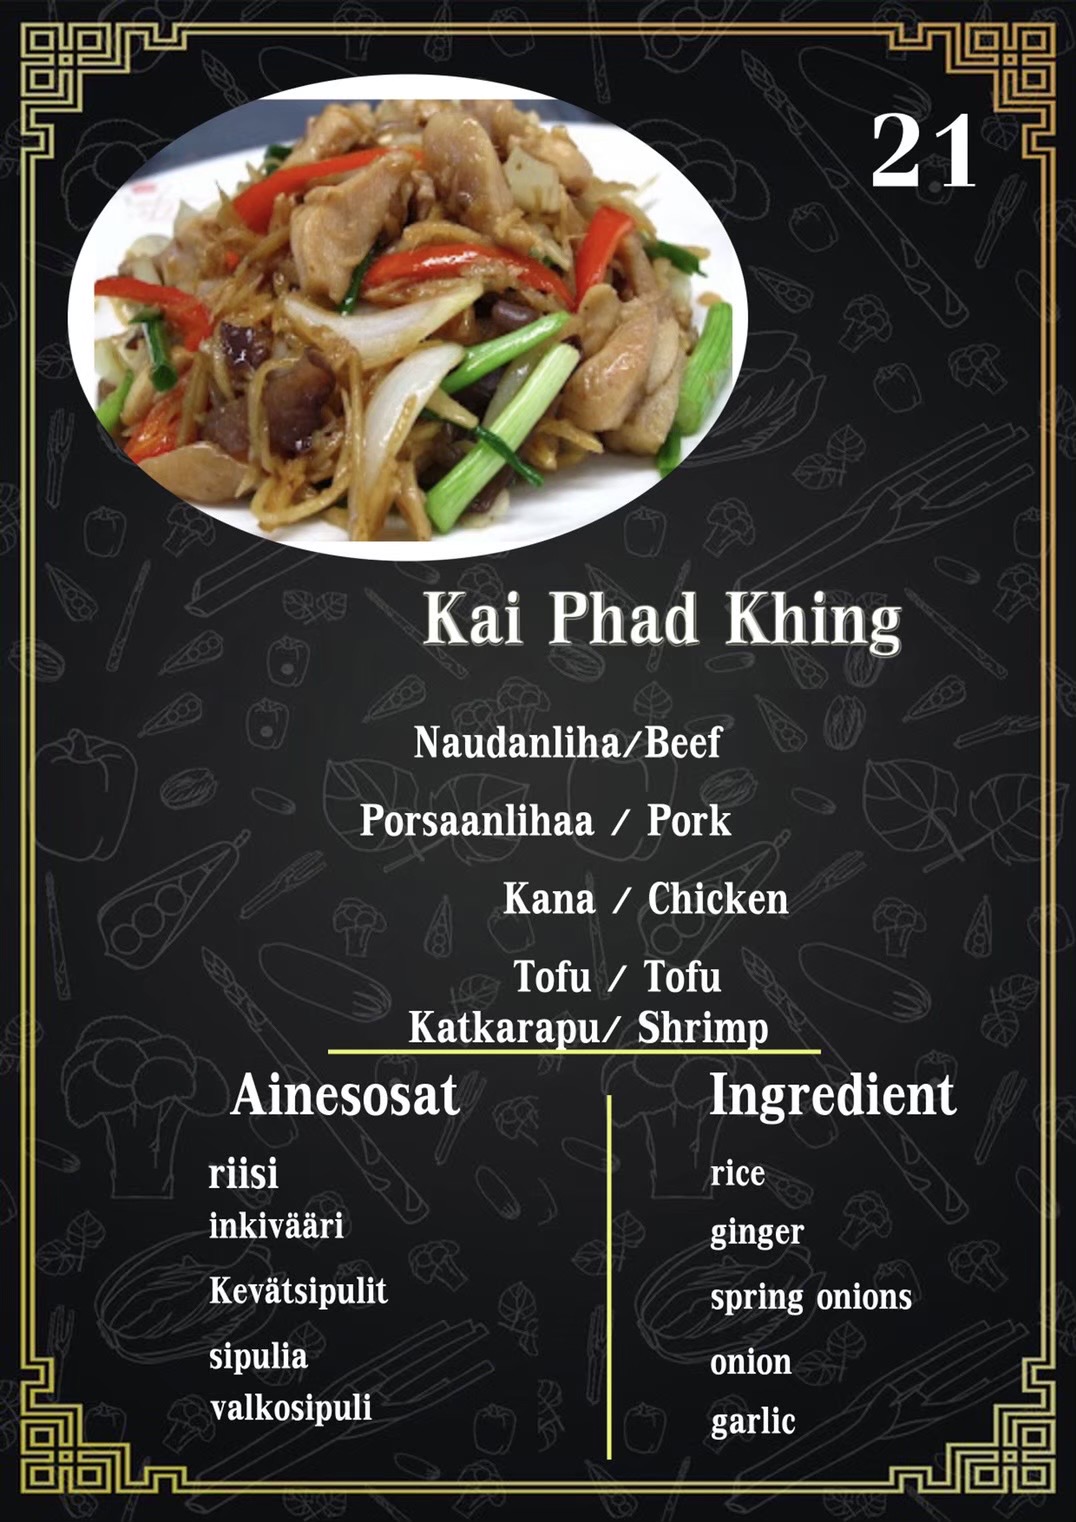 21
Kai Phad Khing
Naudanliha/Beef
Porsaanlihaa / Pork
Kana / Chicken
Tofu / Tofu
Katkarapu/ Shrimp
Ainesosat
riisi
inkivääri
Kevätsipulit
sipulia
valkosipuli
Ingredient
rice
ginger
spring onions
onion
garlic